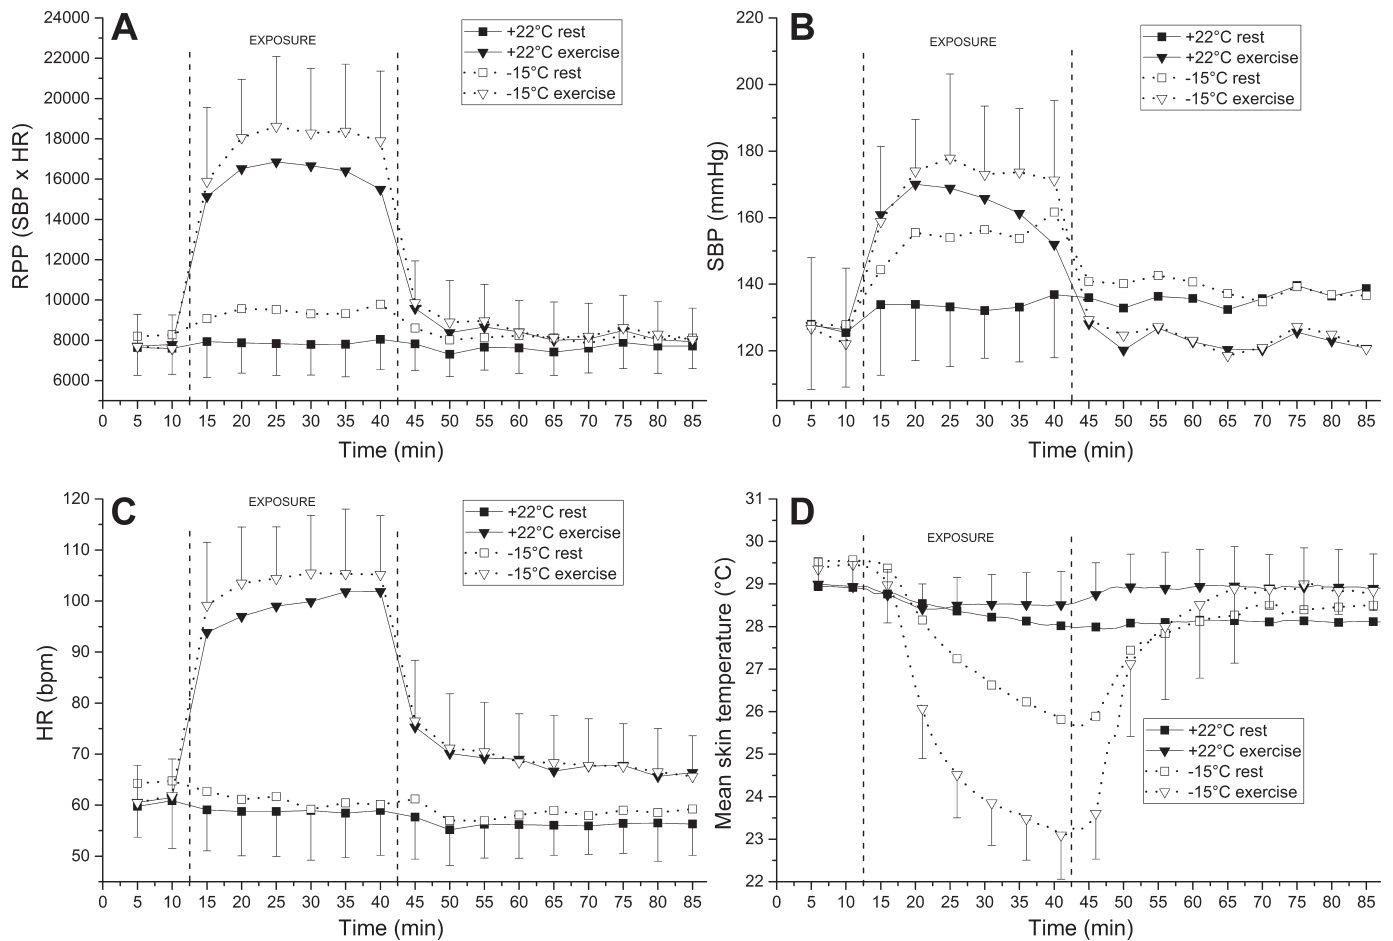 A
EXPOSURE
+22°C rest
+22°C exercise
-15°C rest
-15°C exercise
RPP (SBP x HR)
24000
22000
20000
18000
16000
14000
12000
10000
8000
6000
0 5 10 15 20 25 30 35 40 45 50 55 60 65 70 75 80 85
Time (min)
B
EXPOSURE
+22°C rest
+22°C exercise
-15°C rest
-15°C exercise
SBP (mmHg)
220
200
180
160
140
120
0 5 10 15 20 25 30 35 40 45 50 55 60 65 70 75 80 85
Time (min)
C
EXPOSURE
+22°C rest
+22°C exercise
-15°C rest
-15°C exercise
HR (bpm)
120
110
100
90
80
70
60
50
0 5 10 15 20 25 30 35 40 45 50 55 60 65 70 75 80 85
Time (min)
D
EXPOSURE
+22°C rest
+22°C exercise
-15°C rest
-15°C exercise
Mean skin temperature (°C)
31
30
29
28
27
26
25
24
23
22
0 5 10 15 20 25 30 35 40 45 50 55 60 65 70 75 80 85
Time (min)